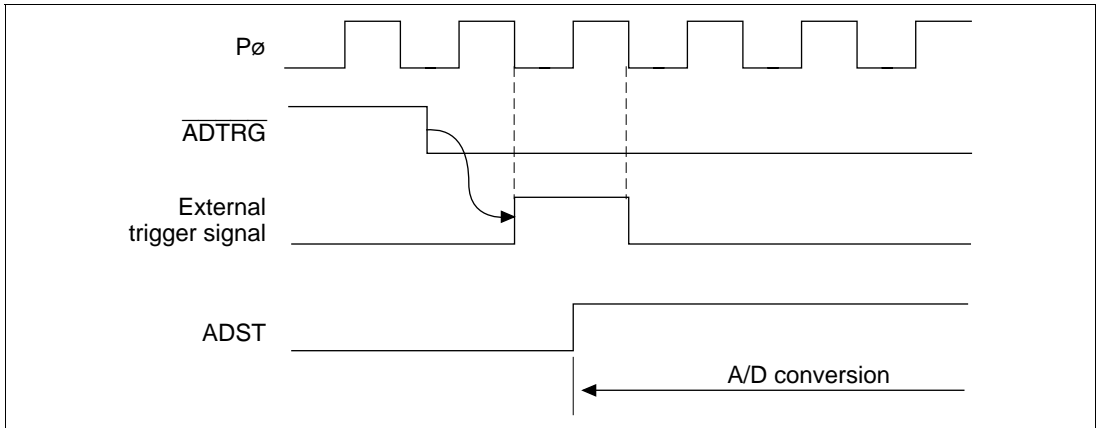 Pø
ADTRG
External
trigger signal
ADST
A/D conversion